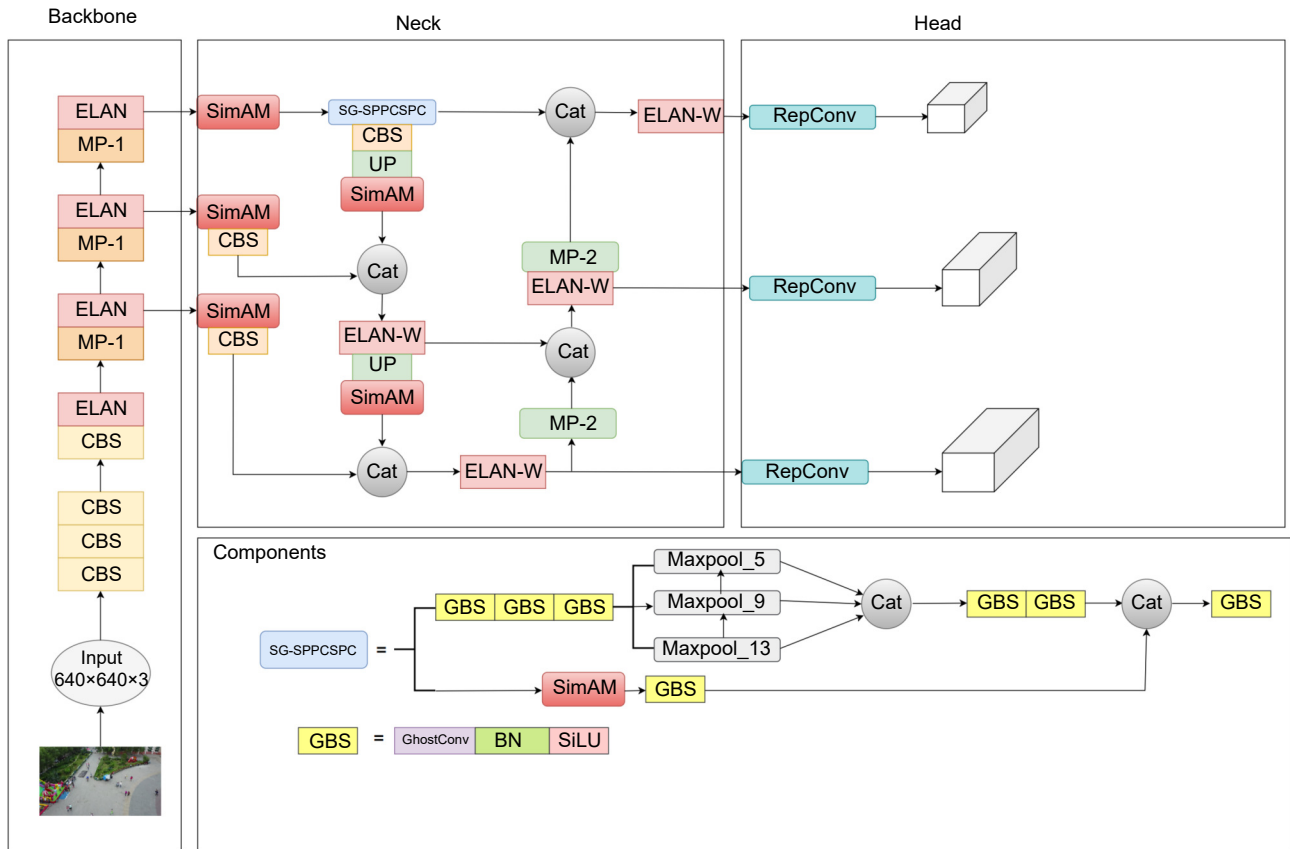 Backbone
Neck
Head
ELAN
MP-1
ELAN
MP-1
ELAN
MP-1
ELAN
CBS
CBS
CBS
CBS
Input
640×640×3
SimAM
SG-SPPCSPC
CBS
UP
SimAM
Cat
ELAN-W
SimAM
CBS
Cat
MP-2
ELAN-W
SimAM
CBS
ELAN-W
UP
SimAM
Cat
MP-2
Cat
ELAN-W
RepConv
RepConv
RepConv
Components
SG-SPPCSPC
=
GBS GBS GBS
Maxpool_5
Maxpool_9
Maxpool_13
Cat
GBS GBS
Cat
GBS
SimAM
GBS
GBS = GhostConv BN SiLU